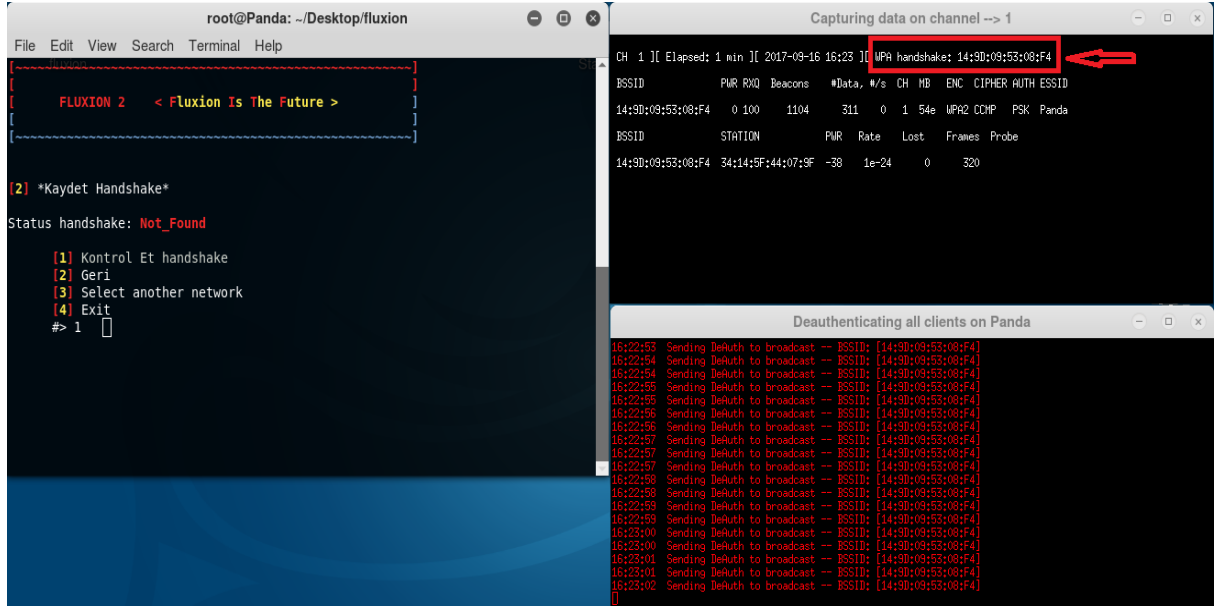 root@Panda: ~/Desktop/fluxion
File Edit View Search Terminal Help
[~~~~~~~~~~~~~~~~~~~~~~~~~~~~~~~~~~~~~~~~~~~~~~]
[ ]
[ FLUXION 2 < Fluxion Is The Future > ]
[ ]
[~~~~~~~~~~~~~~~~~~~~~~~~~~~~~~~~~~~~~~~~~~~~~~]
[2] *Kaydet Handshake*
Status handshake: Not_Found
[1] Kontrol Et handshake
[2] Geri
[3] Select another network
[4] Exit
#> 1
Capturing data on channel --> 1
CH 1 ][ Elapsed: 1 min ][ 2017-09-16 16:23 ][ WPA handshake: 14:9D:09:53:08:F4
BSSID PWR RXQ Beacons #Data, #/s CH MB ENC CIPHER AUTH ESSID
14:9D:09:53:08:F4 0 100 1104 311 0 1 54e WPA2 CCMP PSK Panda
BSSID STATION PWR Rate Lost Frames Probe
14:9D:09:53:08:F4 34:14:5F:44:07:9F -38 1e-24 0 320
Deauthenticating all clients on Panda
16:22:53 Sending DeAuth to broadcast -- BSSID: [14:9D:09:53:08:F4]
16:22:54 Sending DeAuth to broadcast -- BSSID: [14:9D:09:53:08:F4]
16:22:54 Sending DeAuth to broadcast -- BSSID: [14:9D:09:53:08:F4]
16:22:55 Sending DeAuth to broadcast -- BSSID: [14:9D:09:53:08:F4]
16:22:55 Sending DeAuth to broadcast -- BSSID: [14:9D:09:53:08:F4]
16:22:56 Sending DeAuth to broadcast -- BSSID: [14:9D:09:53:08:F4]
16:22:56 Sending DeAuth to broadcast -- BSSID: [14:9D:09:53:08:F4]
16:22:57 Sending DeAuth to broadcast -- BSSID: [14:9D:09:53:08:F4]
16:22:57 Sending DeAuth to broadcast -- BSSID: [14:9D:09:53:08:F4]
16:22:57 Sending DeAuth to broadcast -- BSSID: [14:9D:09:53:08:F4]
16:22:58 Sending DeAuth to broadcast -- BSSID: [14:9D:09:53:08:F4]
16:22:58 Sending DeAuth to broadcast -- BSSID: [14:9D:09:53:08:F4]
16:22:59 Sending DeAuth to broadcast -- BSSID: [14:9D:09:53:08:F4]
16:22:59 Sending DeAuth to broadcast -- BSSID: [14:9D:09:53:08:F4]
16:23:00 Sending DeAuth to broadcast -- BSSID: [14:9D:09:53:08:F4]
16:23:00 Sending DeAuth to broadcast -- BSSID: [14:9D:09:53:08:F4]
16:23:01 Sending DeAuth to broadcast -- BSSID: [14:9D:09:53:08:F4]
16:23:01 Sending DeAuth to broadcast -- BSSID: [14:9D:09:53:08:F4]
16:23:02 Sending DeAuth to broadcast -- BSSID: [14:9D:09:53:08:F4]